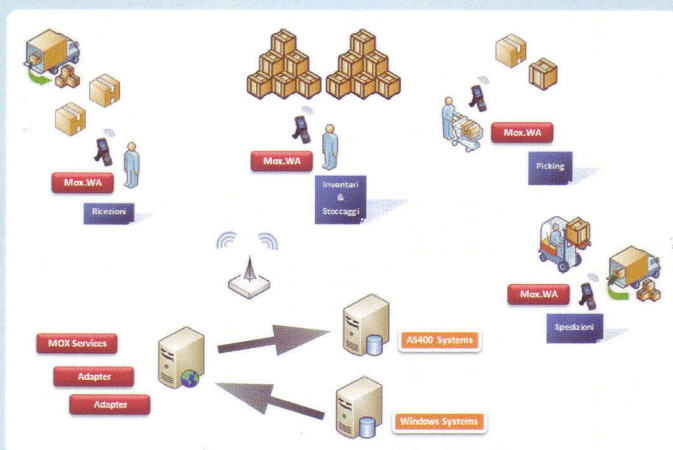 Mox.WA
Ricezioni
Mox.WA
Inventari
&
Stoccaggi
Mox.WA
Picking
Mox.WA
Spedizioni
MOX Services
Adapter
Adapter
AS400 Systems
Windows Systems